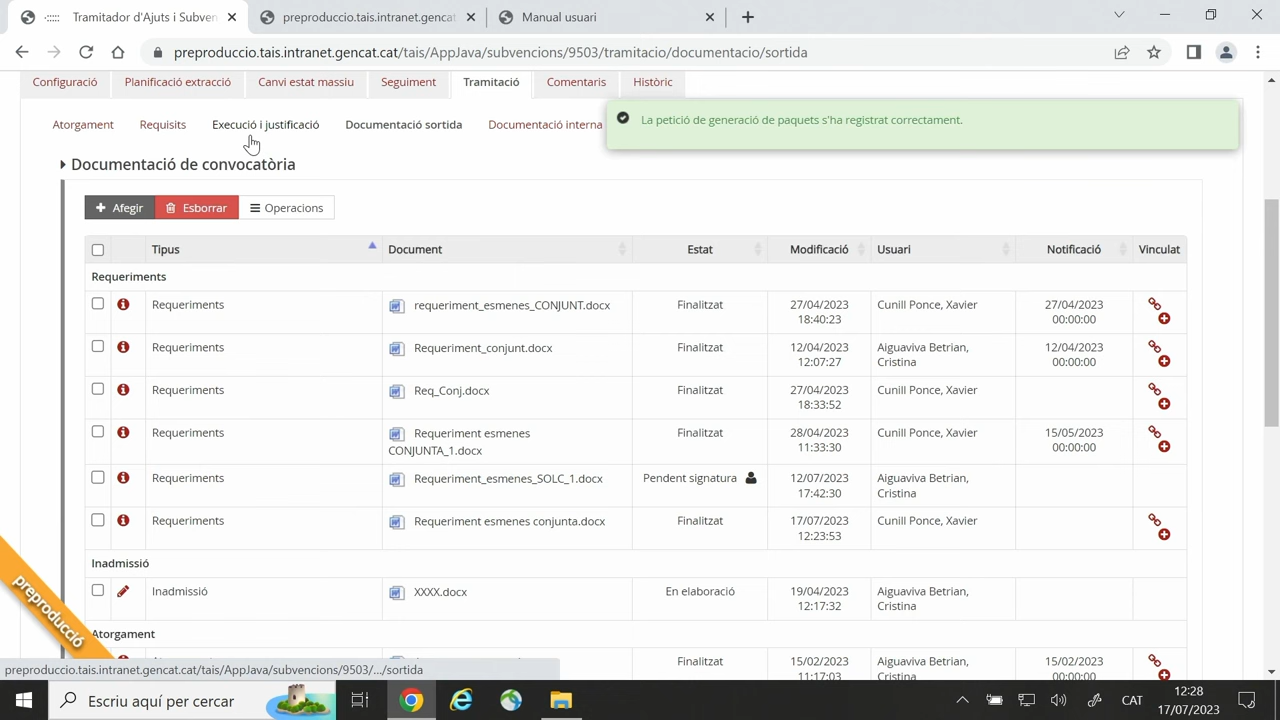 Tramitador d'Ajuts i Subven
preproduccio.tais.intranet.gencat
Manual usuari
preproduccio.tais.intranet.gencat.cat/tais/AppJava/subvencions/9503/tramitacio/documentacio/sortida
Configuració
Planificació extracció
Canvi estat massiu
Seguiment
Tramitació
Comentaris
Històric
Atorgament
Requisits
Execució i justificació
Documentació sortida
Documentació interna
La petició de generació de paquets s'ha registrat correctament.
Documentació de convocatòria
Afegir
Esborrar
Operacions
Tipus Document Estat Modificació Usuari Notificació Vinculat
Requeriments
Requeriments requeriment_esmenes_CONJUNT.docx Finalitzat 27/04/2023 Cunill Ponce, Xavier 27/04/2023
18:40:23 00:00:00
Requeriments Requeriment_conjunt.docx Finalitzat 12/04/2023 Aiguaviva Betrian, 12/04/2023
12:07:27 Cristina 00:00:00
Requeriments Req_Conj.docx Finalitzat 27/04/2023 Cunill Ponce, Xavier
18:33:52
Requeriments Requeriment esmenes Finalitzat 28/04/2023 Cunill Ponce, Xavier 15/05/2023
CONJUNTA_1.docx 11:33:30 00:00:00
Requeriments Requeriment_esmenes_SOLC_1.docx Pendent signatura 12/07/2023 Aiguaviva Betrian,
17:42:30 Cristina
Requeriments Requeriment esmenes conjunta.docx Finalitzat 17/07/2023 Cunill Ponce, Xavier
12:23:53
Inadmissió
Inadmissió XXXX.docx En elaboració 19/04/2023 Aiguaviva Betrian,
12:17:32 Cristina
Atorgament
Finalitzat 15/02/2023 Aiguaviva Betrian, 15/02/2023
11:17:03 Cristina 00:00:00
preproducció
preproduccio.tais.intranet.gencat.cat/tais/AppJava/subvencions/9503/.../sortida
Escriu aquí per cercar
CAT
12:28
17/07/2023